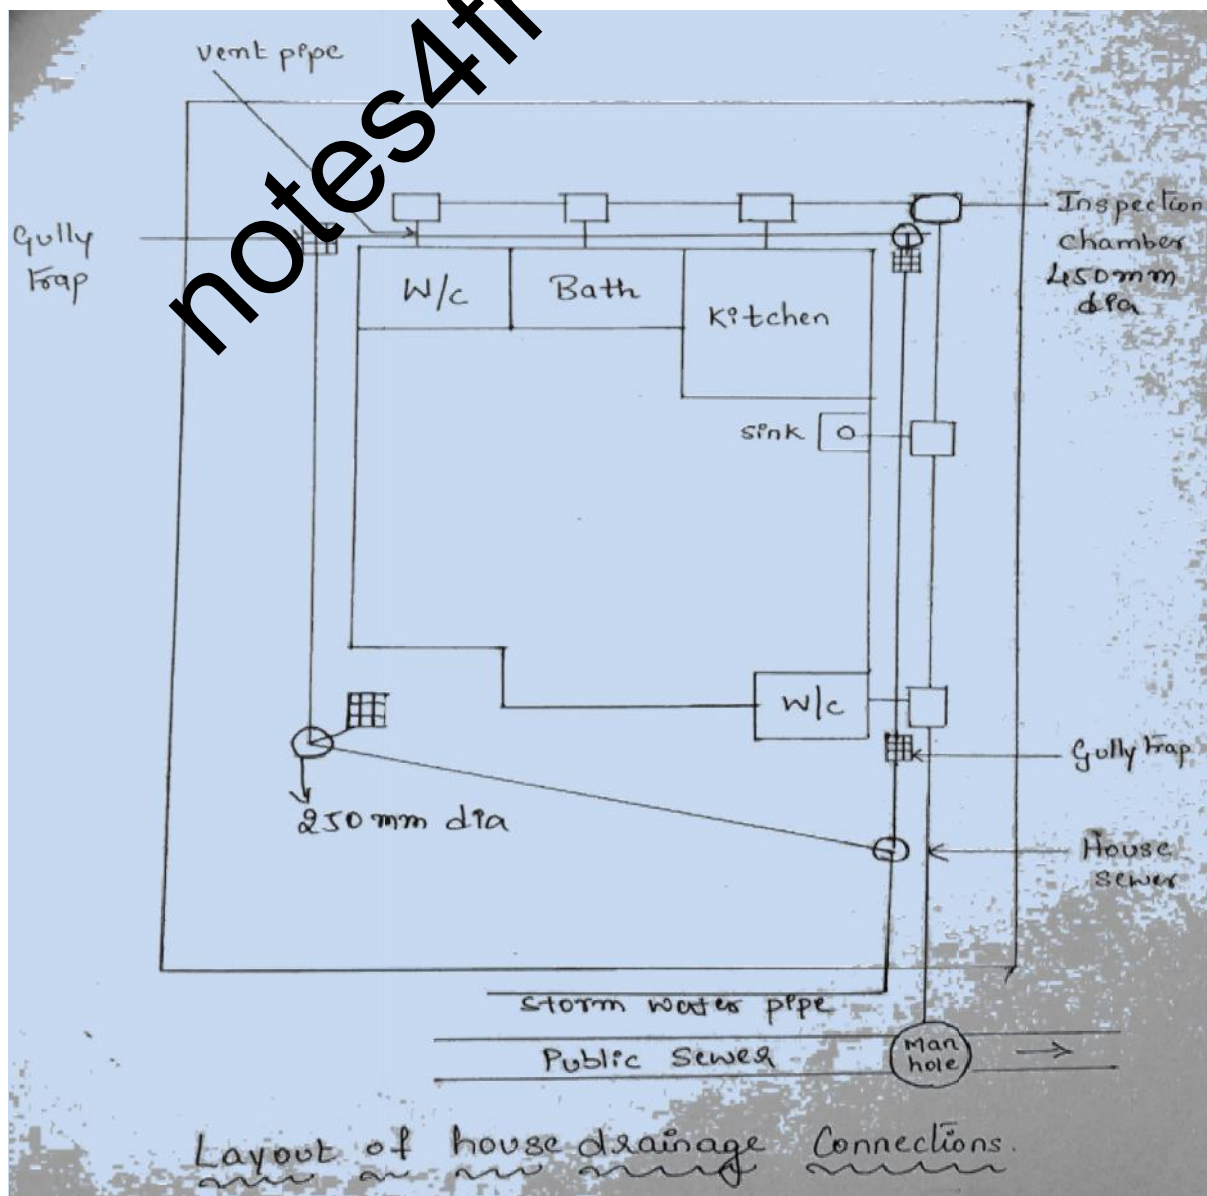 vent pipe
notes4fr
Gully
trap
Inspection
chamber
450mm
dia
W/c
Bath
Kitchen
sink
W/c
Gully trap
250 mm dia
House
sewer
storm water pipe
Public Sewer
Man
hole
Layout of house drainage Connections.